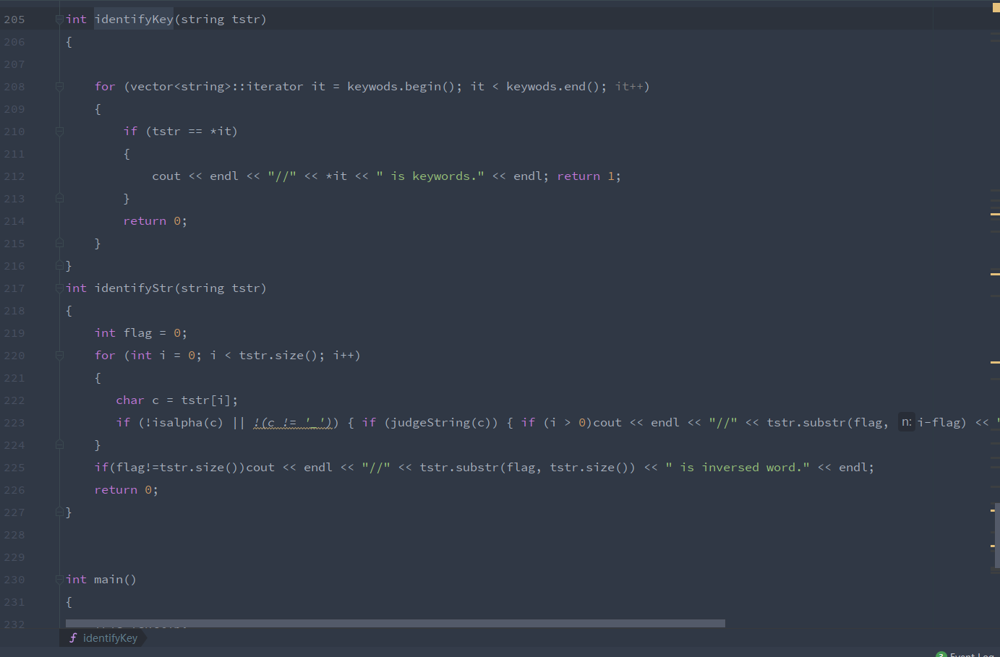 205 int identifyKey(string tstr)
206 {
207
208 for (vector<string>::iterator it = keywods.begin(); it < keywods.end(); it++)
209 {
210 if (tstr == *it)
211 {
212 cout << endl << "//" << *it << " is keywords." << endl; return 1;
213 }
214 return 0;
215 }
216 }
217 int identifyStr(string tstr)
218 {
219 int flag = 0;
220 for (int i = 0; i < tstr.size(); i++)
221 {
222 char c = tstr[i];
223 if (!isalpha(c) || !(c != '_')) { if (judgeString(c)) { if (i > 0)cout << endl << "//" << tstr.substr(flag, n: i-flag) << "
224 }
225 if(flag!=tstr.size())cout << endl << "//" << tstr.substr(flag, tstr.size()) << " is inversed word." << endl;
226 return 0;
227 }
228
229
230 int main()
231 {
232
identifyKey
3 Event Log